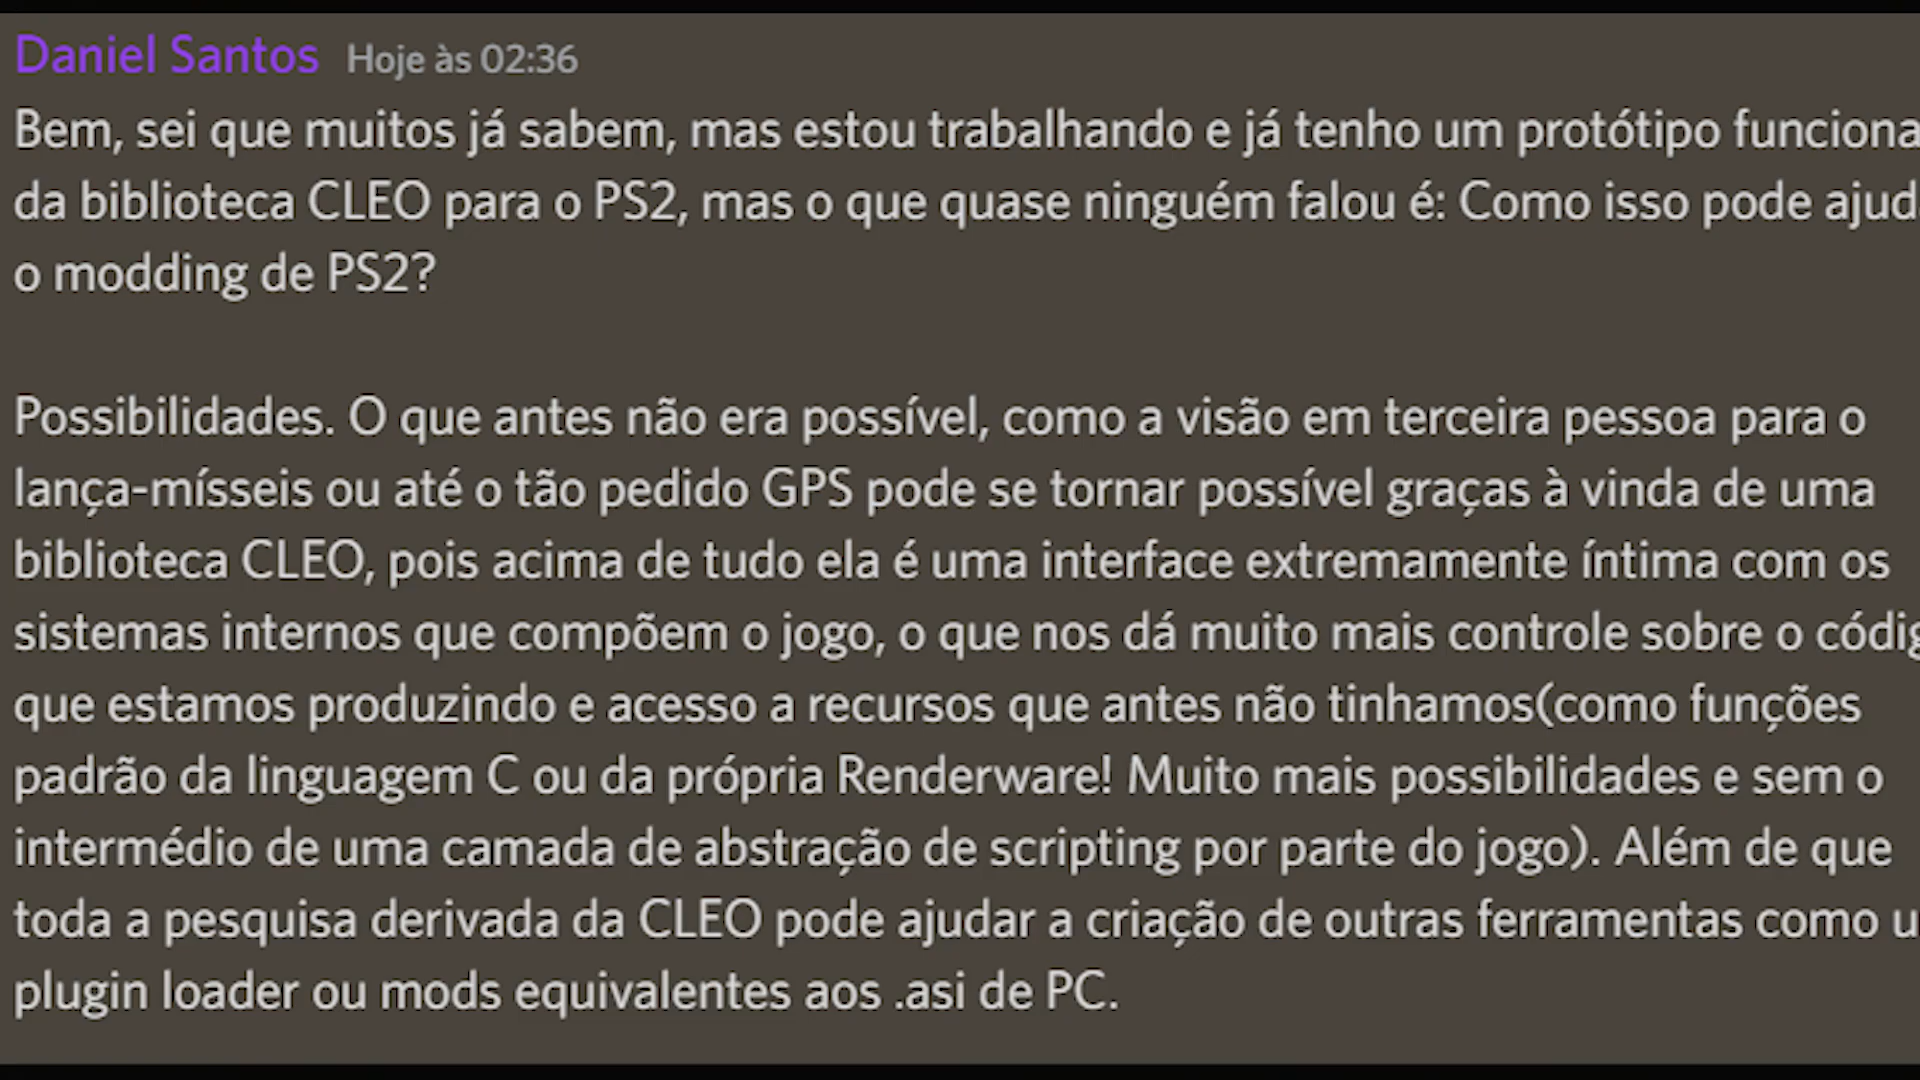 Daniel Santos Hoje às 02:36
Bem, sei que muitos já sabem, mas estou trabalhando e já tenho um protótipo funciona
da biblioteca CLEO para o PS2, mas o que quase ninguém falou é: Como isso pode ajud
o modding de PS2?
Possibilidades. O que antes não era possível, como a visão em terceira pessoa para o
lança-mísseis ou até o tão pedido GPS pode se tornar possível graças à vinda de uma
biblioteca CLEO, pois acima de tudo ela é uma interface extremamente íntima com os
sistemas internos que compõem o jogo, o que nos dá muito mais controle sobre o códig
que estamos produzindo e acesso a recursos que antes não tinhamos(como funções
padrão da linguagem C ou da própria Renderware! Muito mais possibilidades e sem o
intermédio de uma camada de abstração de scripting por parte do jogo). Além de que
toda a pesquisa derivada da CLEO pode ajudar a criação de outras ferramentas como u
plugin loader ou mods equivalentes aos .asi de PC.